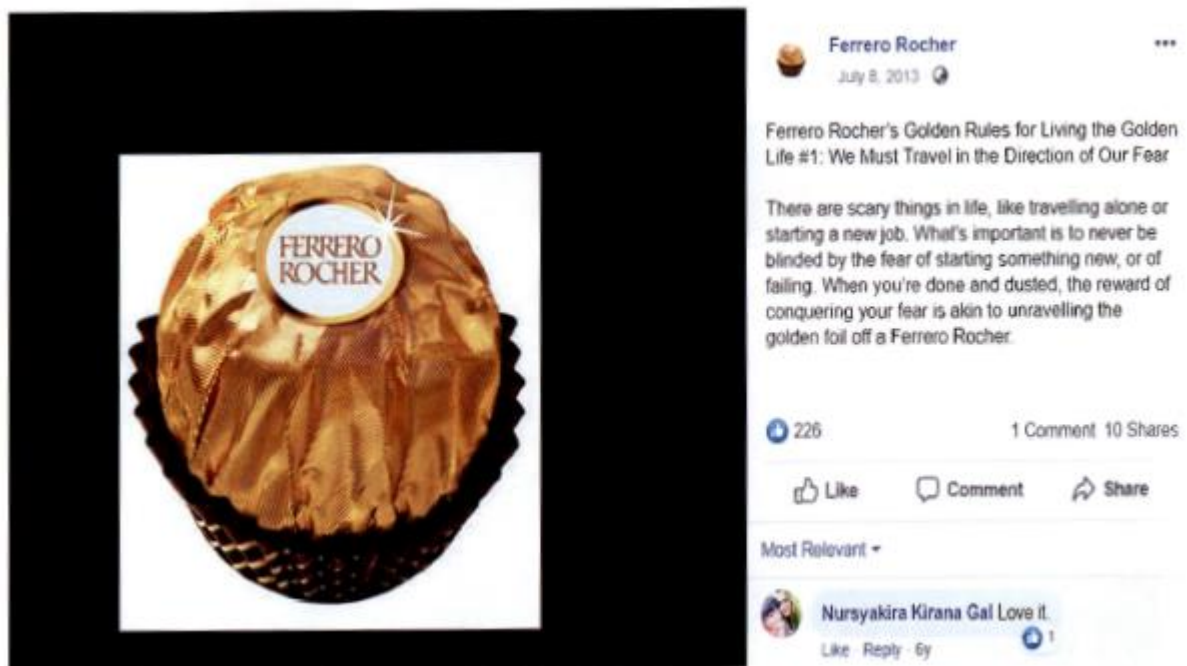 FERRERO
ROCHER
Ferrero Rocher
July 8, 2013
Ferrero Rocher's Golden Rules for Living the Golden
Life #1: We Must Travel in the Direction of Our Fear
There are scary things in life, like travelling alone or
starting a new job. What's important is to never be
blinded by the fear of starting something new, or of
failing. When you're done and dusted, the reward of
conquering your fear is akin to unravelling the
golden foil off a Ferrero Rocher.
226
1 Comment 10 Shares
Like Comment Share
Most Relevant
Nursyakira Kirana Gal Love it.
1
Like · Reply · 6y